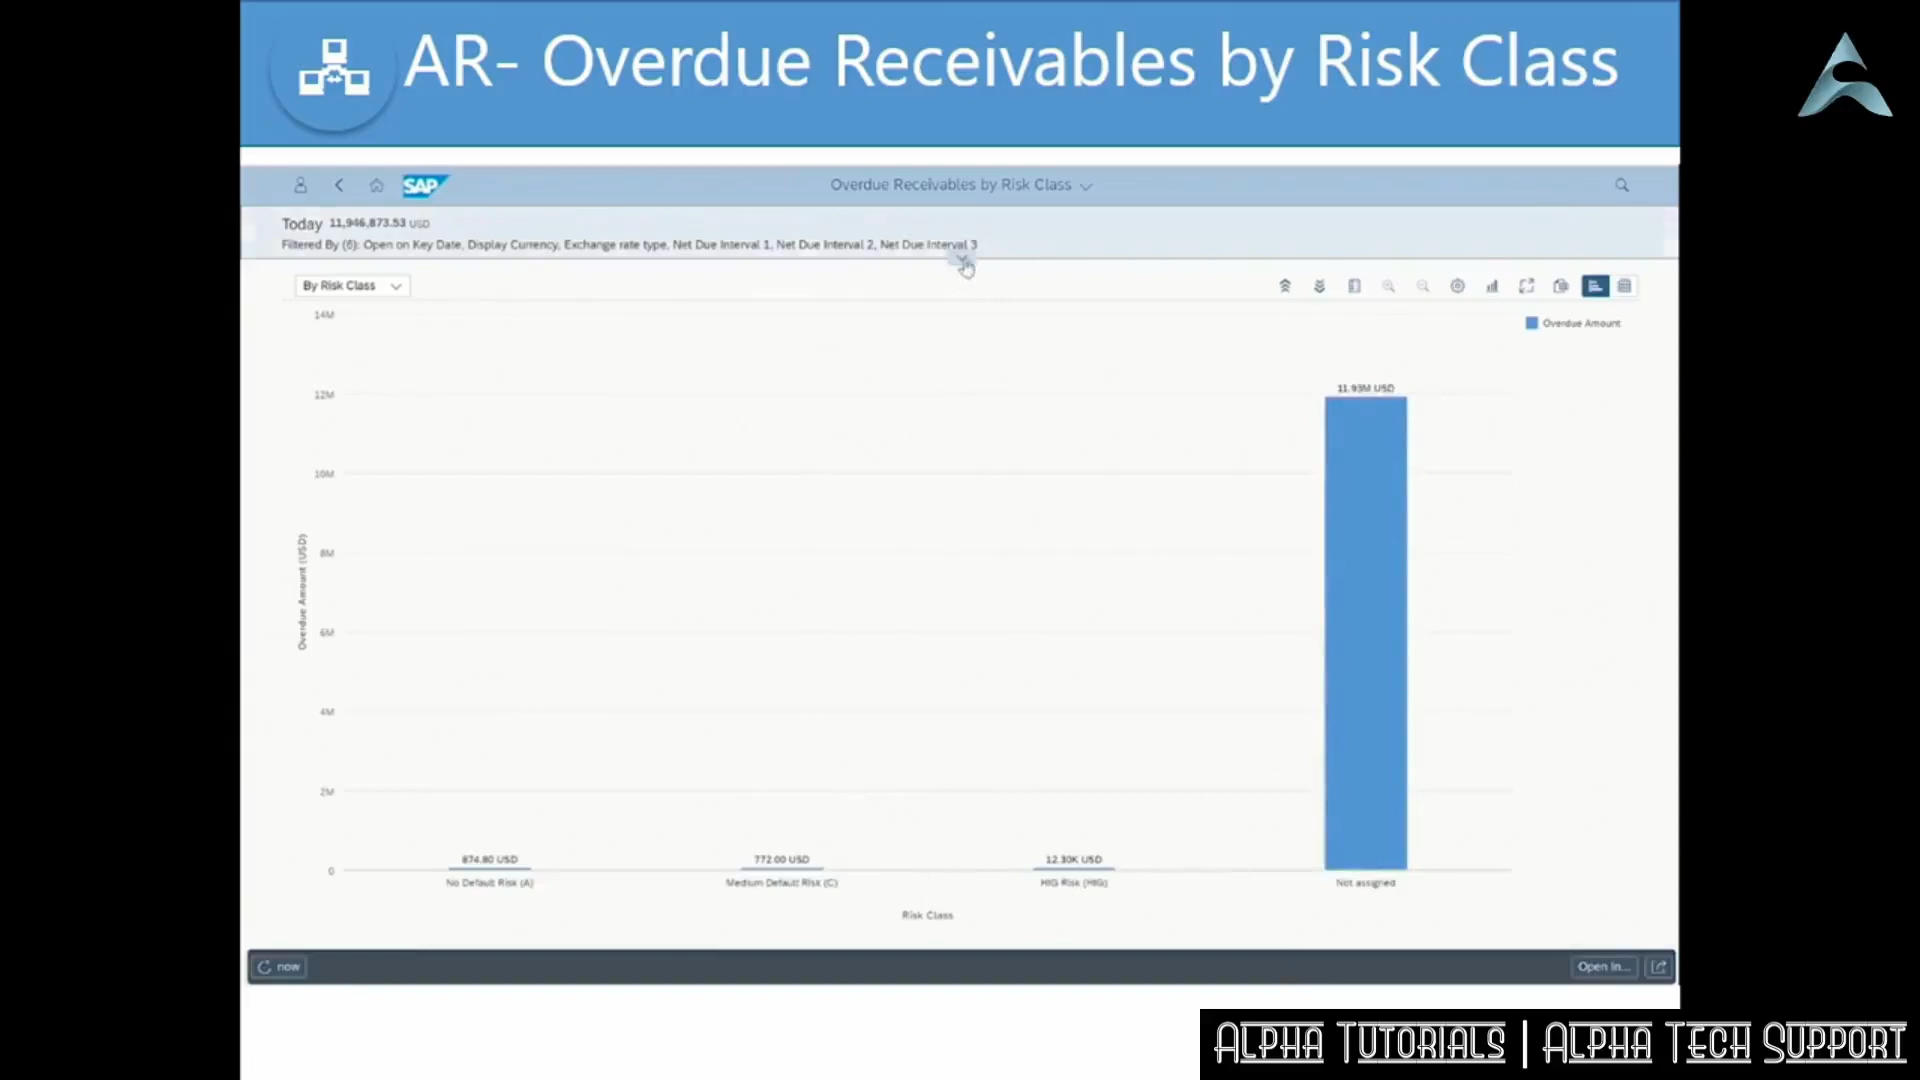 AR- Overdue Receivables by Risk Class
SAP
Overdue Receivables by Risk Class
Today 11,946,873.53 USD
Filtered By (6): Open on Key Date, Display Currency, Exchange rate type, Net Due Interval 1, Net Due Interval 2, Net Due Interval 3
By Risk Class
Overdue Amount
14M
12M
10M
8M
6M
4M
2M
0
Overdue Amount (USD)
11.93M USD
874.80 USD
772.00 USD
12.30K USD
No Default Risk (A)
Medium Default Risk (C)
HIG Risk (HIG)
Not assigned
Risk Class
now
Open In...
ALPHA TUTORIALS | ALPHA TECH SUPPORT